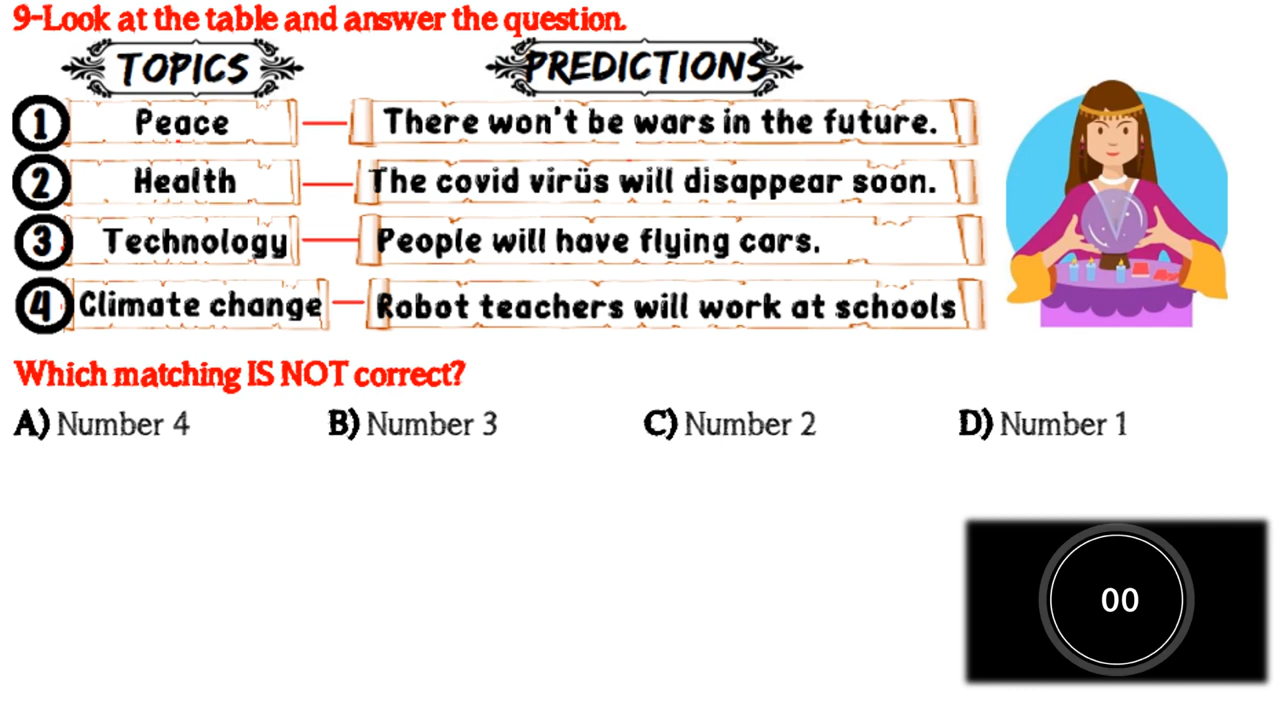 9-Look at the table and answer the question.
TOPICS PREDICTIONS
1 Peace There won't be wars in the future.
2 Health The covid virüs will disappear soon.
3 Technology People will have flying cars.
4 Climate change Robot teachers will work at schools
Which matching IS NOT correct?
A) Number 4 B) Number 3 C) Number 2 D) Number 1
00